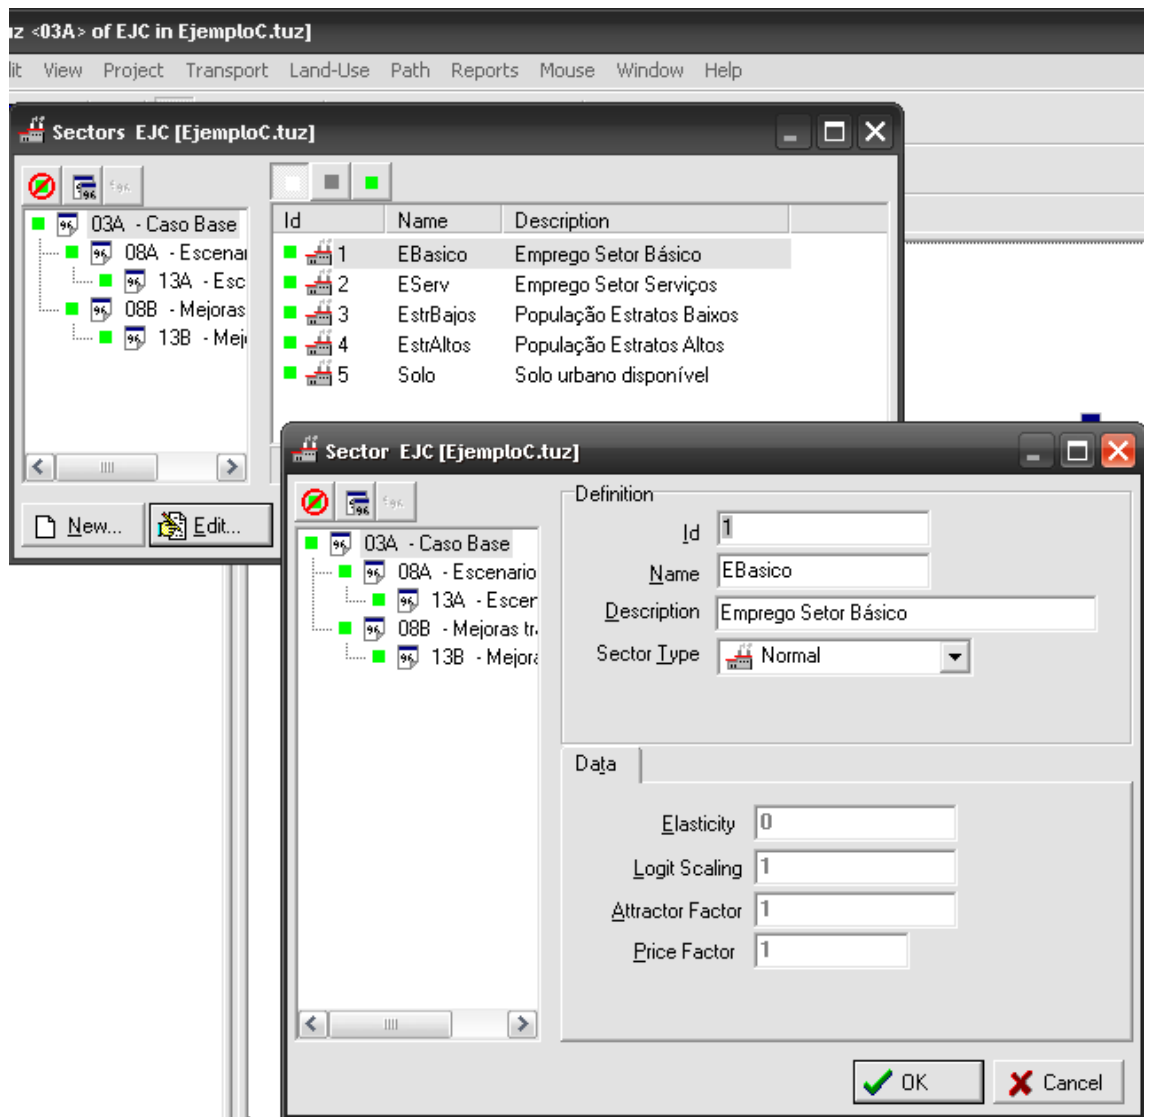 uz <03A> of EJC in EjemploC.tuz]
dit View Project Transport Land-Use Path Reports Mouse Window Help
Sectors EJC [EjemploC.tuz]
03A - Caso Base
08A - Escenar
13A - Esc
08B - Mejoras
13B - Mej
Id Name Description
1 EBasico Emprego Setor Básico
2 EServ Emprego Setor Serviços
3 EstrBajos População Estratos Baixos
4 EstrAltos População Estratos Altos
5 Solo Solo urbano disponível
New... Edit...
Sector EJC [EjemploC.tuz]
03A - Caso Base
08A - Escenario
13A - Escer
08B - Mejoras tr
13B - Mejora
Definition
Id 1
Name EBasico
Description Emprego Setor Básico
Sector Type Normal
Data
Elasticity 0
Logit Scaling 1
Attractor Factor 1
Price Factor 1
OK Cancel